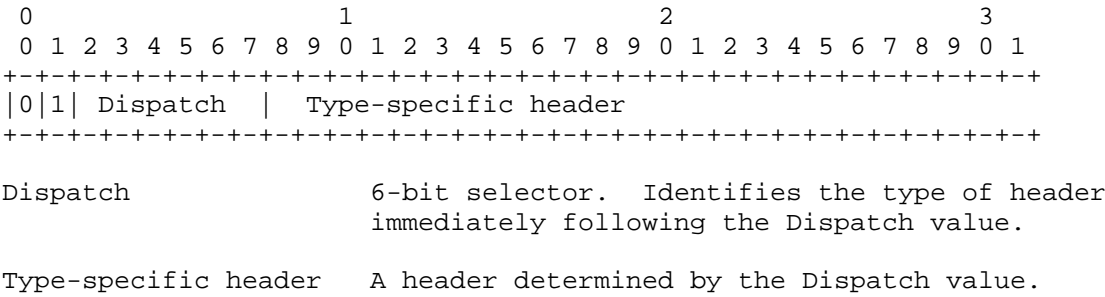 0                   1                   2                   3
 0 1 2 3 4 5 6 7 8 9 0 1 2 3 4 5 6 7 8 9 0 1 2 3 4 5 6 7 8 9 0 1
+-+-+-+-+-+-+-+-+-+-+-+-+-+-+-+-+-+-+-+-+-+-+-+-+-+-+-+-+-+-+-+-+
|0|1| Dispatch  |  Type-specific header
+-+-+-+-+-+-+-+-+-+-+-+-+-+-+-+-+-+-+-+-+-+-+-+-+-+-+-+-+-+-+-+-+
Dispatch               6-bit selector.  Identifies the type of header
                       immediately following the Dispatch value.
Type-specific header   A header determined by the Dispatch value.